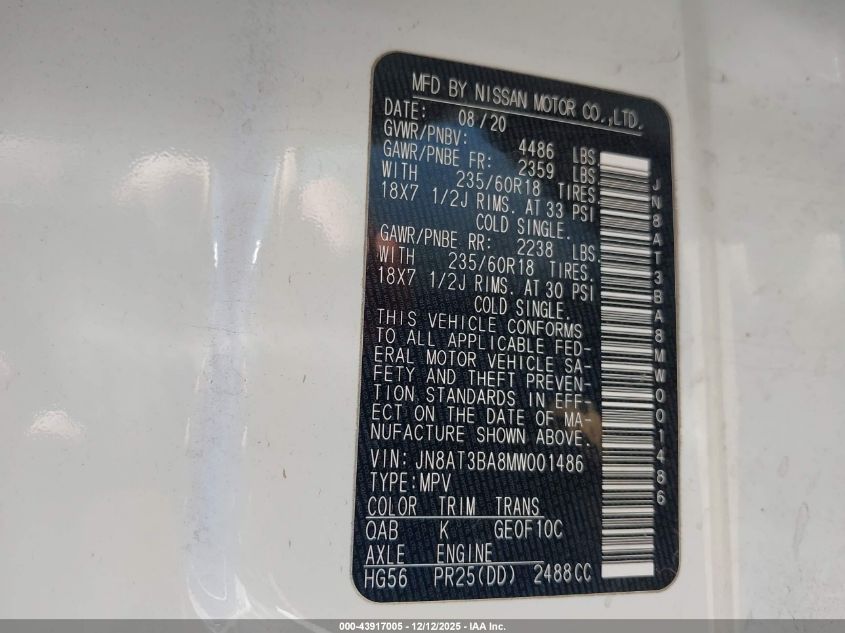 MFD BY NISSAN MOTOR CO.,LTD.
DATE: 08/20
GVWR/PNBV: 4486 LBS
GAWR/PNBE FR: 2359 LBS
WITH 235/60R18 TIRES.
18X7 1/2J RIMS. AT 33 PSI
COLD SINGLE.
GAWR/PNBE RR: 2238 LBS
WITH 235/60R18 TIRES.
18X7 1/2J RIMS. AT 30 PSI
COLD SINGLE.
THIS VEHICLE CONFORMS
TO ALL APPLICABLE FED-
ERAL MOTOR VEHICLE SA-
FETY AND THEFT PREVEN-
TION STANDARDS IN EFF-
ECT ON THE DATE OF MA-
NUFACTURE SHOWN ABOVE.
VIN: JN8AT3BA8MW001486
TYPE:MPV
COLOR TRIM TRANS
QAB K GE0F10C
AXLE ENGINE
HG56 PR25(DD) 2488CC
JN8AT3BA8MW001486
000-43917005 - 12/12/2025 - IAA Inc.